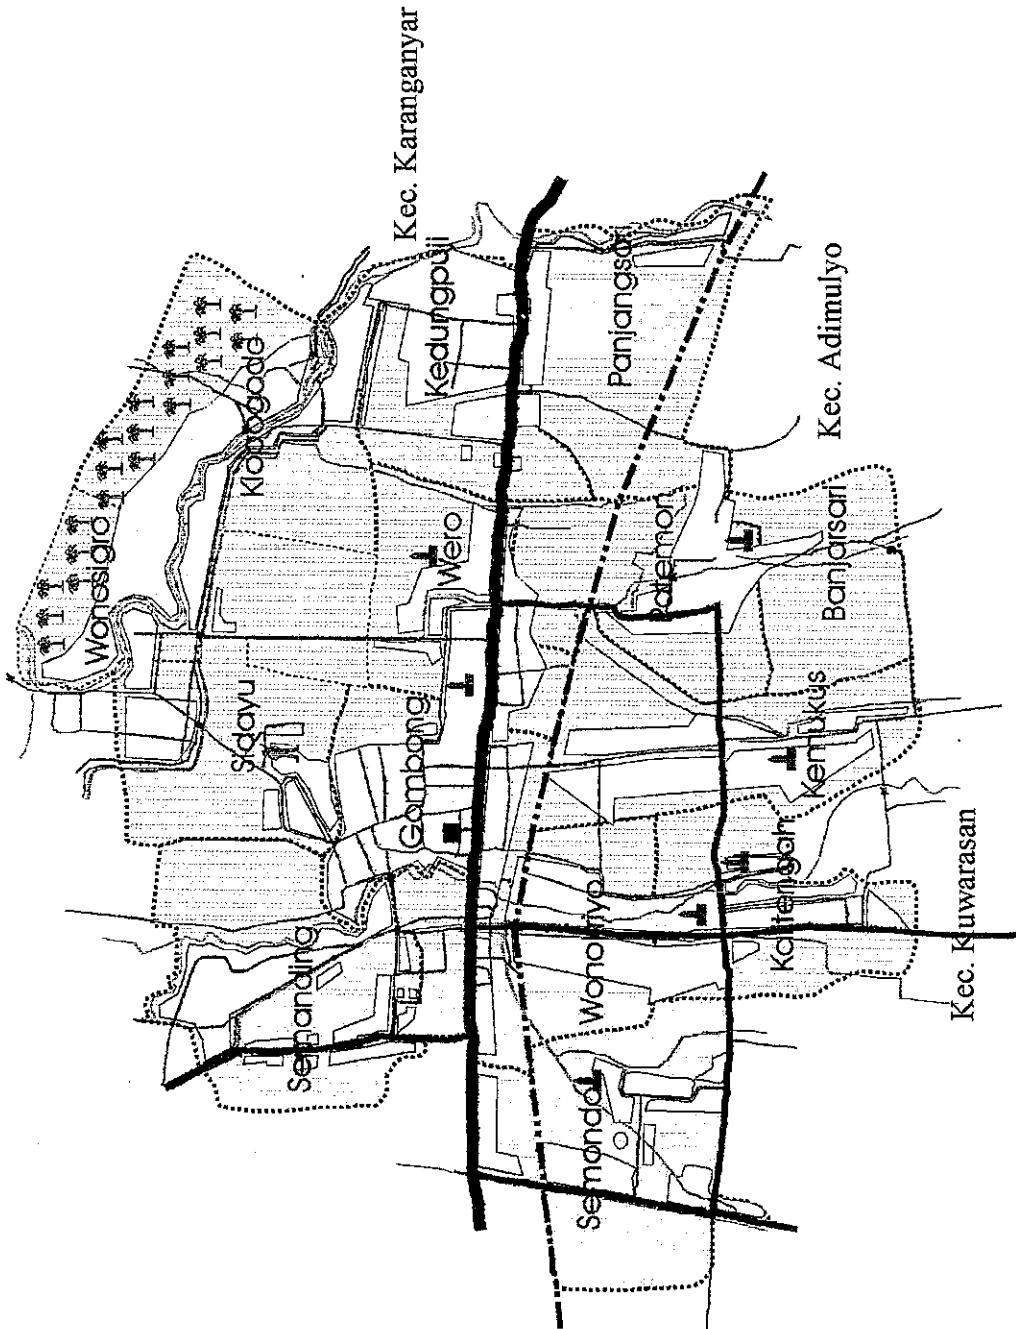 Wonosigro
Sidayu
Klopogodo
Semanding
Kec. Karanganyar
Gombong
Kedungpuji
Wero
Semondo
Wonokriyo
Panjangsari
Patemon
Kalitengah
Kemukus
Kec. Adimulyo
Banjarsari
Kec. Kuwarasan